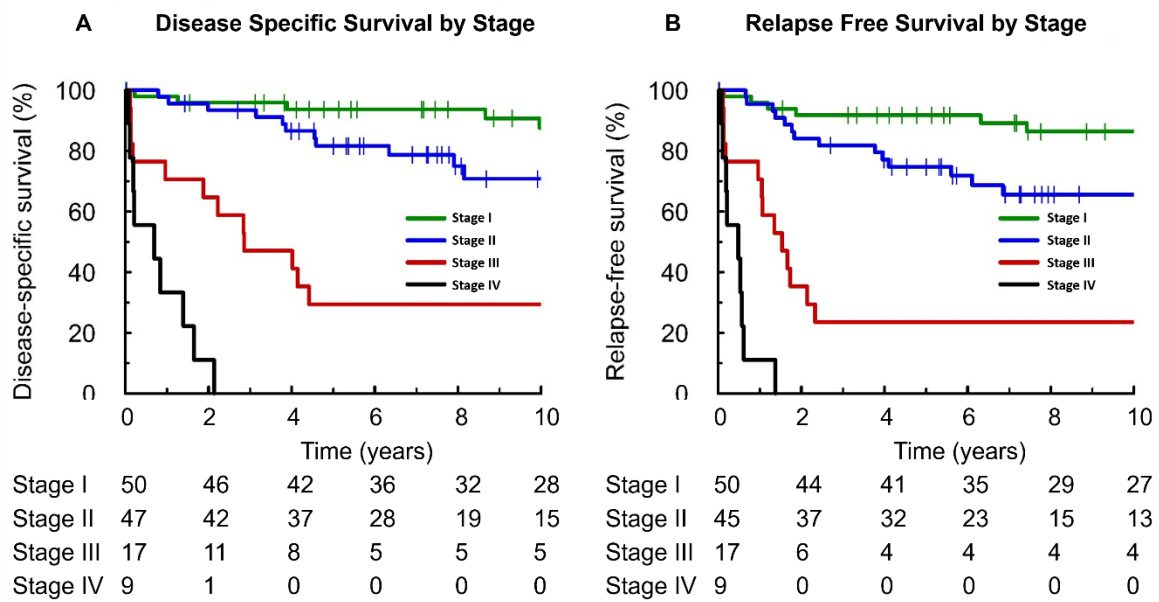 A Disease Specific Survival by Stage
Disease-specific survival (%)
100
80
60
40
20
0
Stage I
Stage II
Stage III
Stage IV
0 2 4 6 8 10
Time (years)
Stage I 50 46 42 36 32 28
Stage II 47 42 37 28 19 15
Stage III 17 11 8 5 5 5
Stage IV 9 1 0 0 0 0
B Relapse Free Survival by Stage
Relapse-free survival (%)
100
80
60
40
20
0
Stage I
Stage II
Stage III
Stage IV
0 2 4 6 8 10
Time (years)
Stage I 50 44 41 35 29 27
Stage II 45 37 32 23 15 13
Stage III 17 6 4 4 4 4
Stage IV 9 0 0 0 0 0